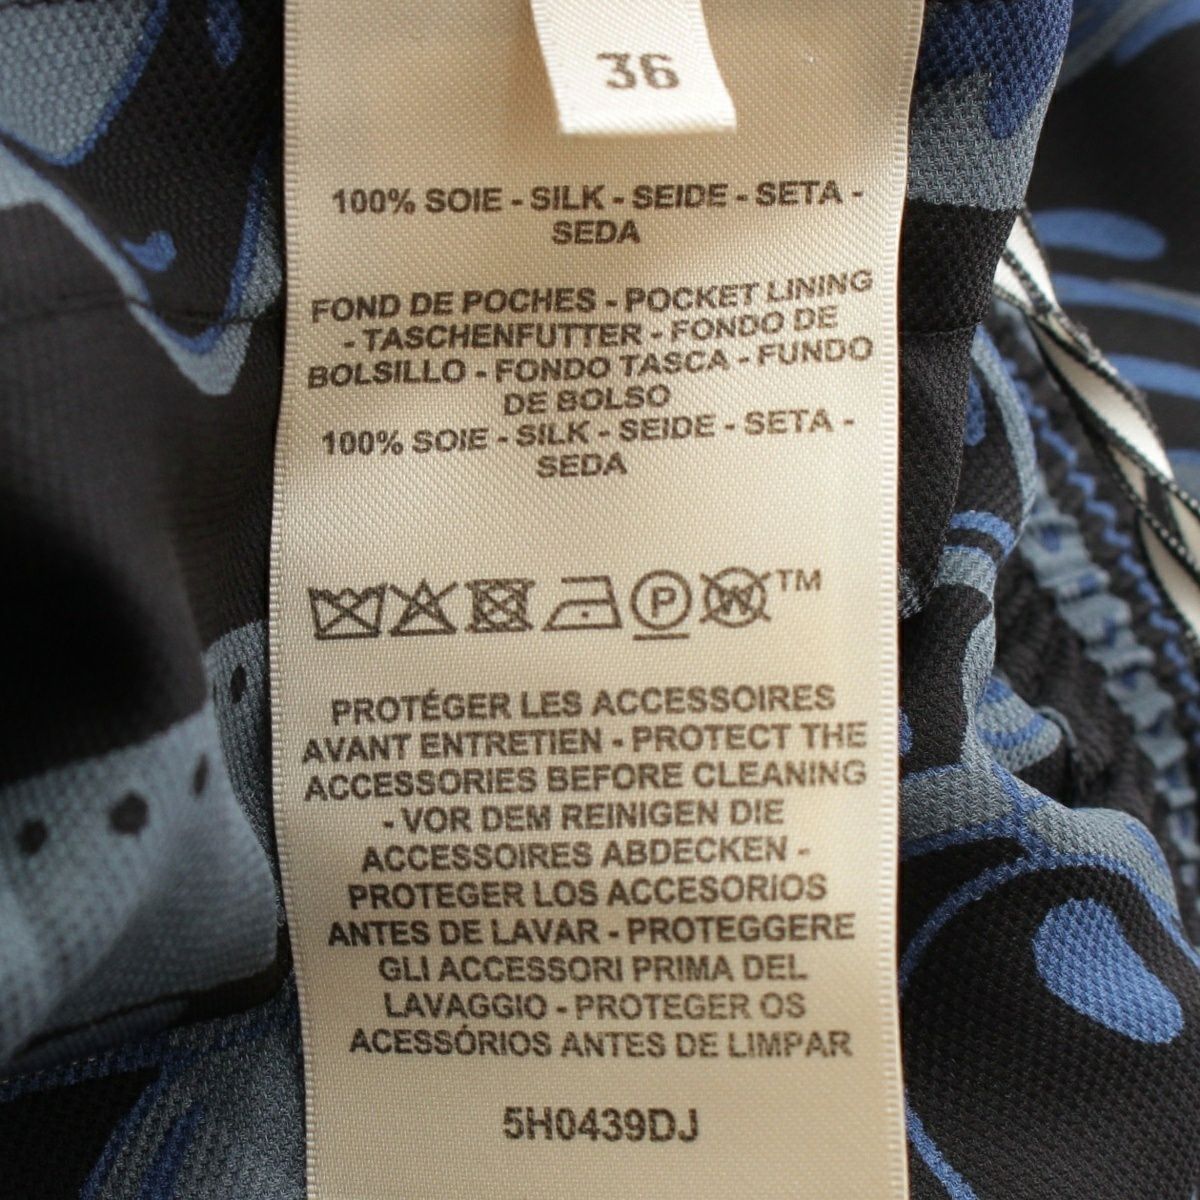 36
100% SOIE - SILK - SEIDE - SETA -
SEDA
FOND DE POCHES - POCKET LINING
- TASCHENFUTTER - FONDO DE
BOLSILLO - FONDO TASCA - FUNDO
DE BOLSO
100% SOIE - SILK - SEIDE - SETA -
SEDA
P W TM
PROTÉGER LES ACCESSOIRES
AVANT ENTRETIEN - PROTECT THE
ACCESSORIES BEFORE CLEANING
- VOR DEM REINIGEN DIE
ACCESSOIRES ABDECKEN -
PROTEGER LOS ACCESORIOS
ANTES DE LAVAR - PROTEGGERE
GLI ACCESSORI PRIMA DEL
LAVAGGIO - PROTEGER OS
ACESSÓRIOS ANTES DE LIMPAR
5H0439DJ